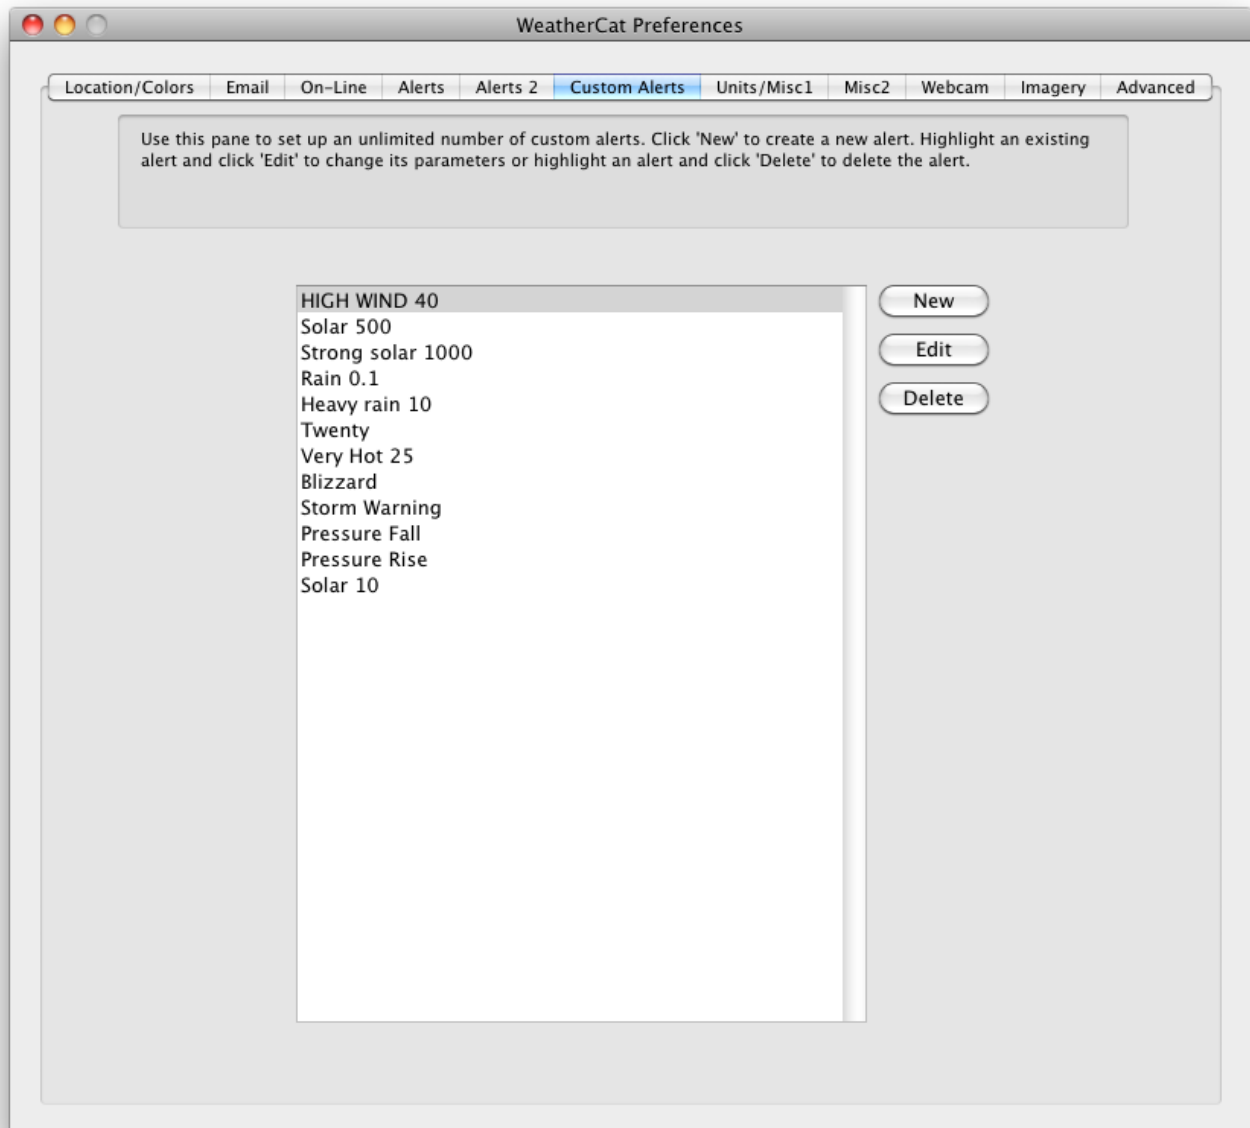 WeatherCat Preferences
Location/Colors Email On-Line Alerts Alerts 2 Custom Alerts Units/Misc1 Misc2 Webcam Imagery Advanced
Use this pane to set up an unlimited number of custom alerts. Click 'New' to create a new alert. Highlight an existing
alert and click 'Edit' to change its parameters or highlight an alert and click 'Delete' to delete the alert.
HIGH WIND 40
Solar 500
Strong solar 1000
Rain 0.1
Heavy rain 10
Twenty
Very Hot 25
Blizzard
Storm Warning
Pressure Fall
Pressure Rise
Solar 10
New
Edit
Delete